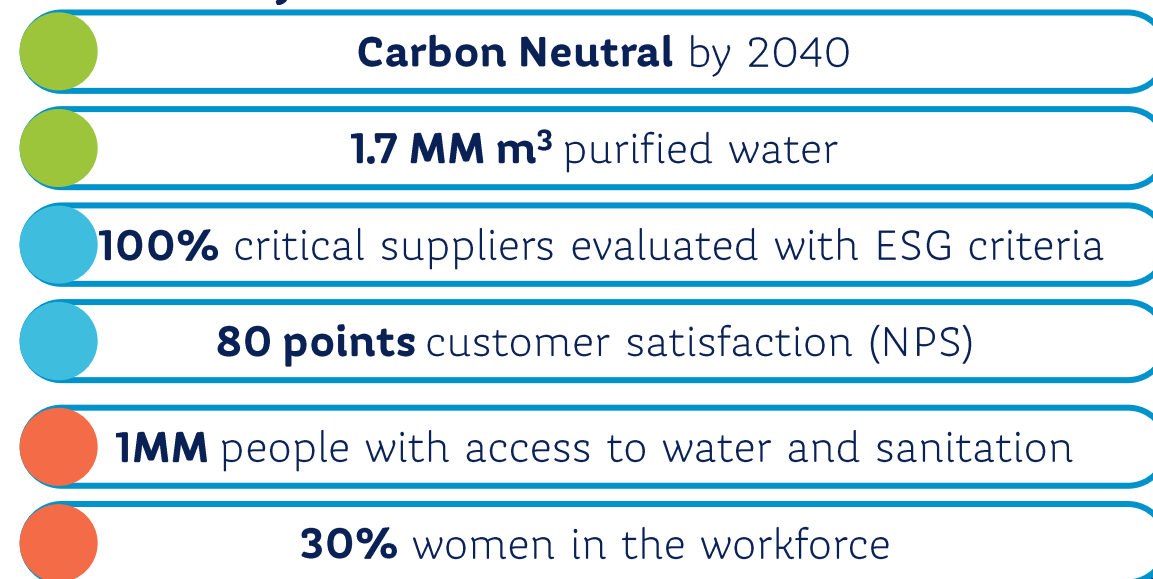 Carbon Neutral by 2040
1.7 MM m³ purified water
100% critical suppliers evaluated with ESG criteria
80 points customer satisfaction (NPS)
1MM people with access to water and sanitation
30% women in the workforce